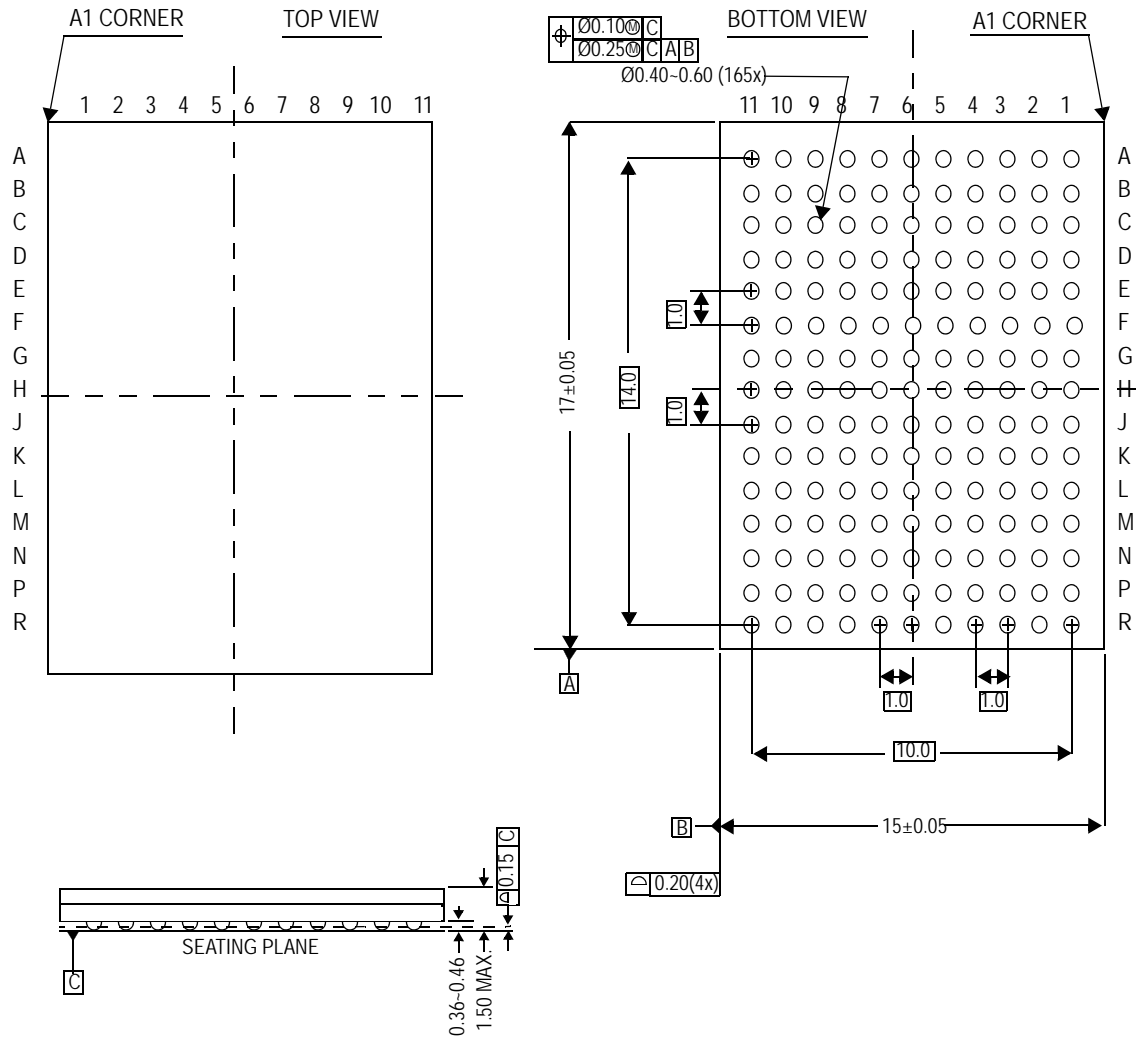 A1 CORNER
TOP VIEW
1 2 3 4 5 6 7 8 9 10 11
A
B
C
D
E
F
G
H
J
K
L
M
N
P
R
Ø0.10Ⓜ C
Ø0.25Ⓜ C A B
BOTTOM VIEW
A1 CORNER
Ø0.40~0.60 (165x)
11 10 9 8 7 6 5 4 3 2 1
A
B
C
D
E
F
G
H
J
K
L
M
N
P
R
1.0
1.0
14.0
17±0.05
A
1.0
1.0
10.0
B
15±0.05
0.20(4x)
0.15 C
SEATING PLANE
C
0.36~0.46
1.50 MAX.